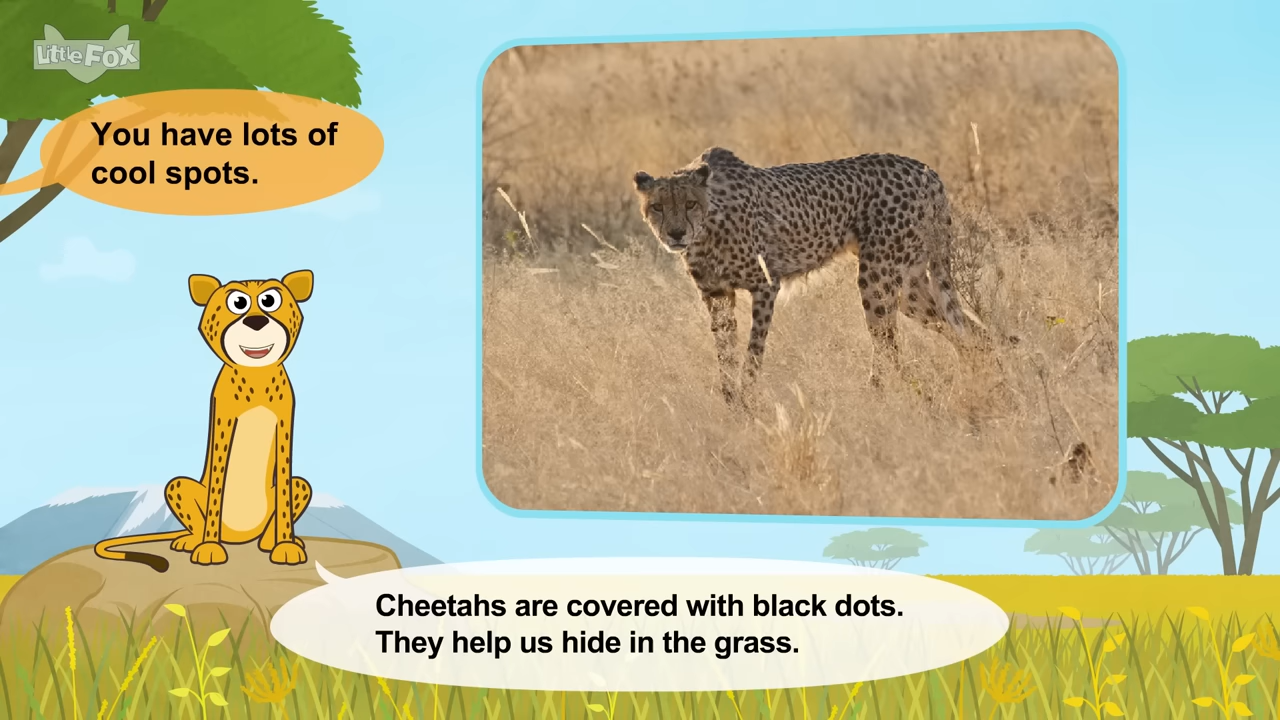 Little Fox
You have lots of
cool spots.
Cheetahs are covered with black dots.
They help us hide in the grass.